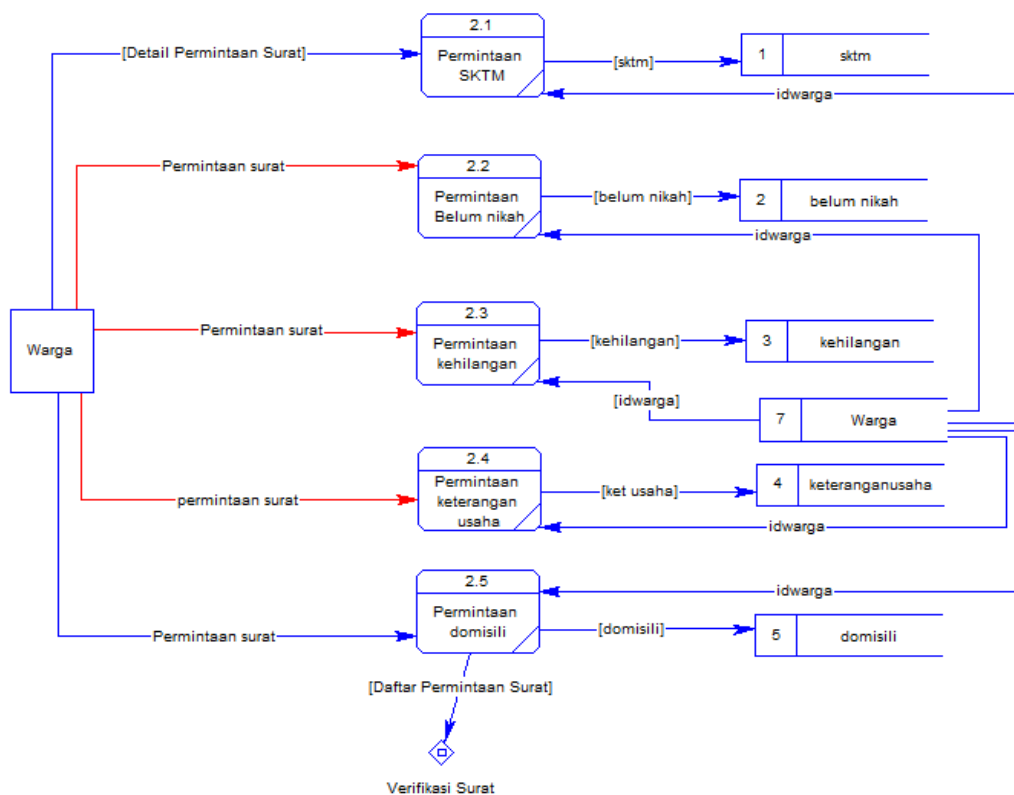 2.1
[Detail Permintaan Surat]
Permintaan
SKTM
[sktm]
1
sktm
idwarga
Permintaan surat
2.2
Permintaan
Belum nikah
[belum nikah]
2
belum nikah
idwarga
Warga
Permintaan surat
2.3
Permintaan
kehilangan
[kehilangan]
3
kehilangan
[idwarga]
7
Warga
permintaan surat
2.4
Permintaan
keterangan
usaha
[ket usaha]
4
keteranganusaha
idwarga
2.5
Permintaan
domisili
idwarga
Permintaan surat
[domisili]
5
domisili
[Daftar Permintaan Surat]
Verifikasi Surat